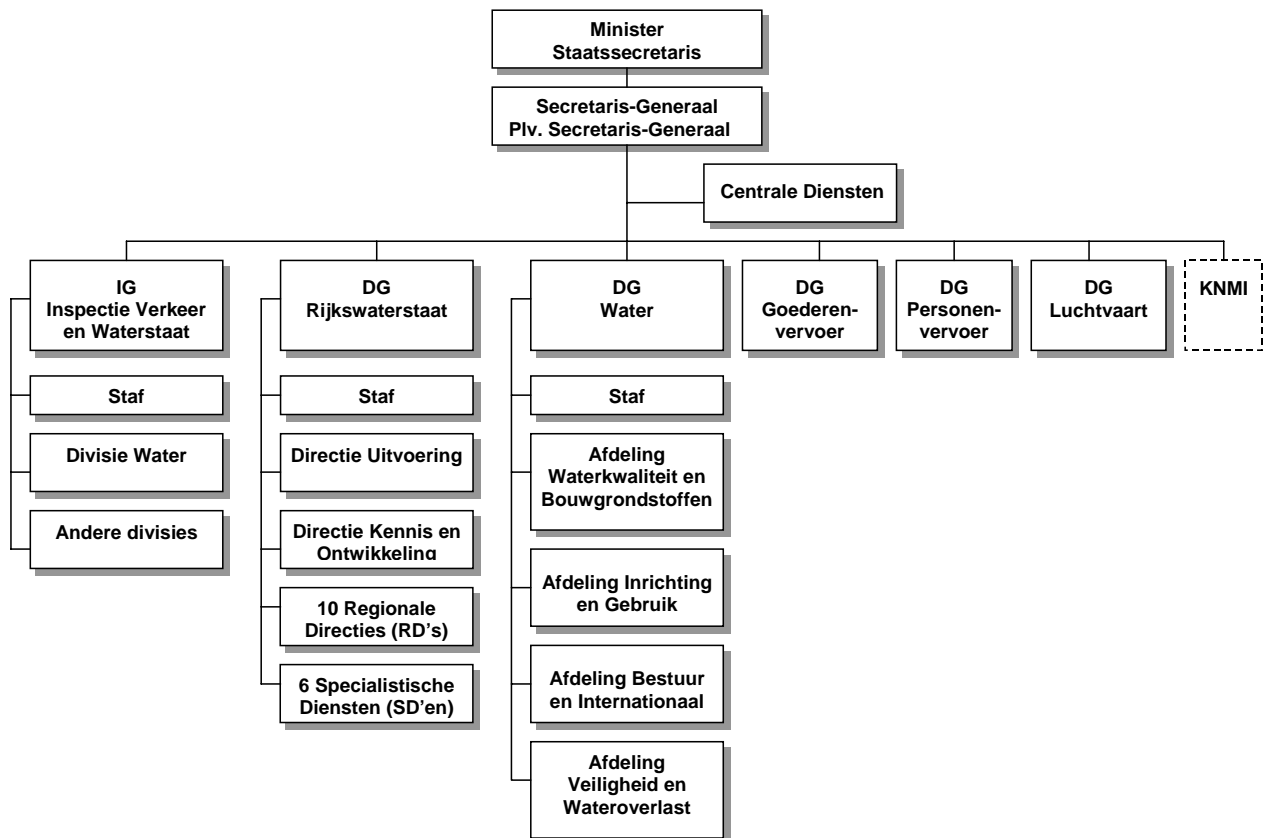 Minister
Staatssecretaris
Secretaris-Generaal
Plv. Secretaris-Generaal
Centrale Diensten
IG
Inspectie Verkeer
en Waterstaat
DG
Rijkswaterstaat
DG
Water
DG
Goederen-
vervoer
DG
Personen-
vervoer
DG
Luchtvaart
KNMI
Staf
Divisie Water
Andere divisies
Staf
Directie Uitvoering
Directie Kennis en
Ontwikkeling
10 Regionale
Directies (RD's)
6 Specialistische
Diensten (SD'en)
Staf
Afdeling
Waterkwaliteit en
Bouwgrondstoffen
Afdeling Inrichting
en Gebruik
Afdeling Bestuur
en Internationaal
Afdeling
Veiligheid en
Wateroverlast